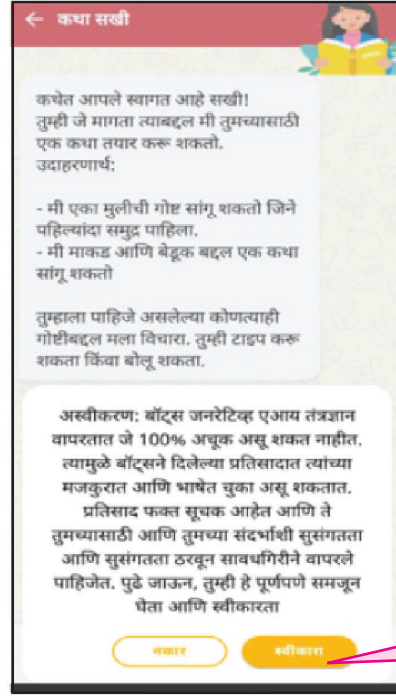 ← कथा सखी
कथेत आपले स्वागत आहे सखी!
तुम्ही जे मागता त्याबद्दल मी तुमच्यासाठी
एक कथा तयार करू शकतो.
उदाहरणार्थ:
- मी एका मुलीची गोष्ट सांगू शकतो जिने
पहिल्यांदा समुद्र पाहिला.
- मी माकड आणि बेडूक बद्दल एक कथा
सांगू शकतो
तुम्हाला पाहिजे असलेल्या कोणत्याही
गोष्टीबद्दल मला विचारा. तुम्ही टाइप करू
शकता किंवा बोलू शकता.
अस्वीकरण: बॉट्स जनरेटिव्ह एआय तंत्रज्ञान
वापरतात जे 100% अचूक असू शकत नाहीत.
त्यामुळे बॉट्सने दिलेल्या प्रतिसादात त्यांच्या
मजकुरात आणि भाषेत चुका असू शकतात.
प्रतिसाद फक्त सूचक आहेत आणि ते
तुमच्यासाठी आणि तुमच्या संदर्भाशी सुसंगतता
आणि सुसंगतता ठरवून सावधगिरीने वापरले
पाहिजेत. पुढे जाऊन, तुम्ही हे पूर्णपणे समजून
घेता आणि स्वीकारता
नकार स्वीकारा